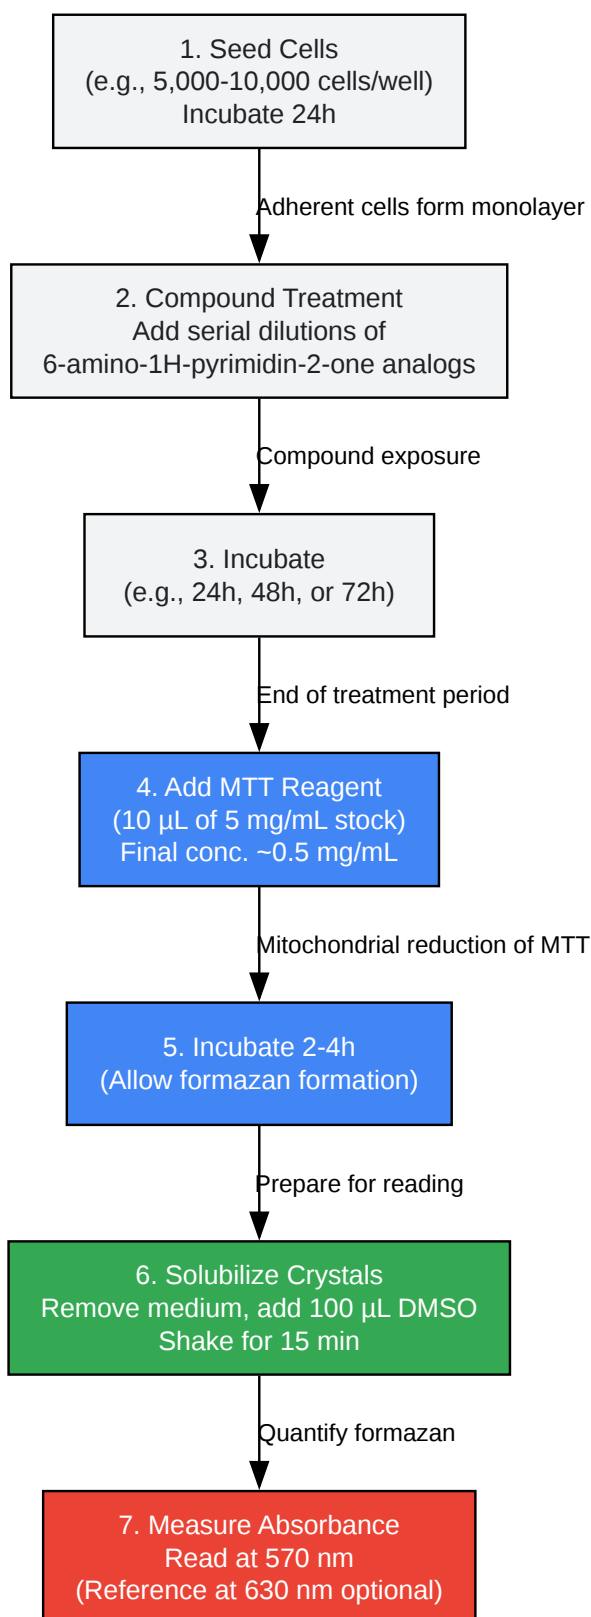 1. Seed Cells
(e.g., 5,000-10,000 cells/well)
Incubate 24h
Adherent cells form monolayer
2. Compound Treatment
Add serial dilutions of
6-amino-1H-pyrimidin-2-one analogs
Compound exposure
3. Incubate
(e.g., 24h, 48h, or 72h)
End of treatment period
4. Add MTT Reagent
(10 µL of 5 mg/mL stock)
Final conc. ~0.5 mg/mL
Mitochondrial reduction of MTT
5. Incubate 2-4h
(Allow formazan formation)
Prepare for reading
6. Solubilize Crystals
Remove medium, add 100 µL DMSO
Shake for 15 min
Quantify formazan
7. Measure Absorbance
Read at 570 nm
(Reference at 630 nm optional)